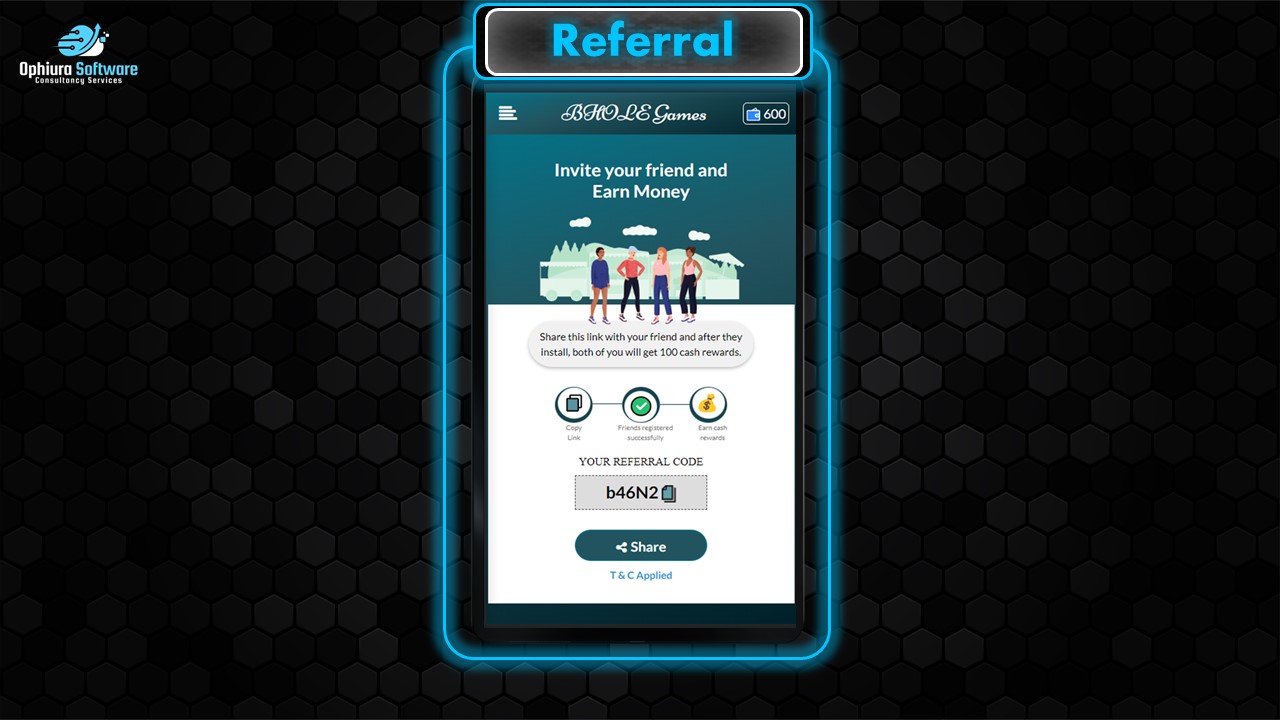 Referral
Ophiura Software
Consultancy Services
BHOLE Games
600
Invite your friend and
Earn Money
Share this link with your friend and after they
install, both of you will get 100 cash rewards.
Copy
Link
Friends registered
successfully
Earn cash
rewards
YOUR REFERRAL CODE
b46N2
Share
T & C Applied